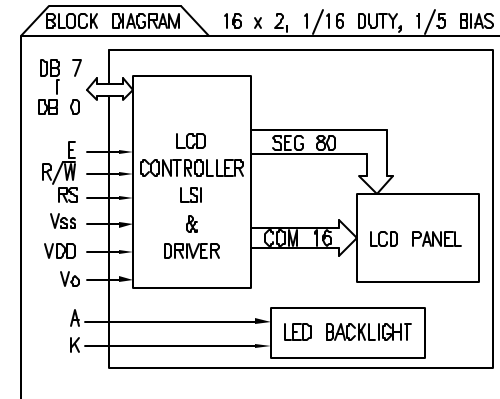 BLOCK DIAGRAM 16 x 2, 1/16 DUTY, 1/5 BIAS
DB 7
DB 0
E
R/W
RS
Vss
VDD
Vo
A
K
LCD
CONTROLLER
LSI
&
DRIVER
SEG 80
COM 16
LCD PANEL
LED BACKLIGHT